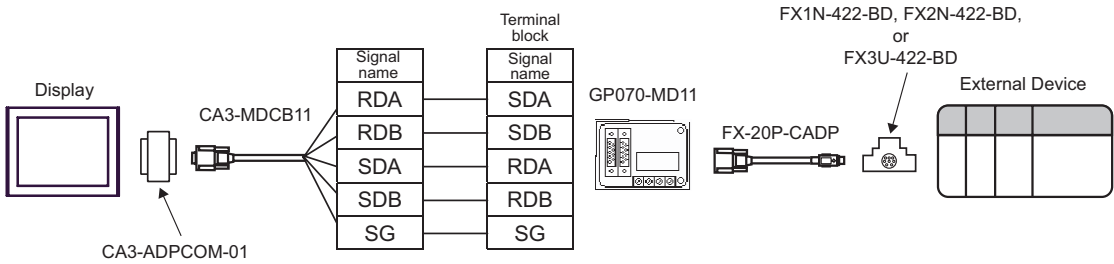 FX1N-422-BD, FX2N-422-BD,
or
FX3U-422-BD
Terminal
block
Signal
name
Signal
name
Display
CA3-MDCB11
GP070-MD11
FX-20P-CADP
External Device
RDA
SDA
RDB
SDB
SDA
RDA
SDB
RDB
SG
SG
CA3-ADPCOM-01